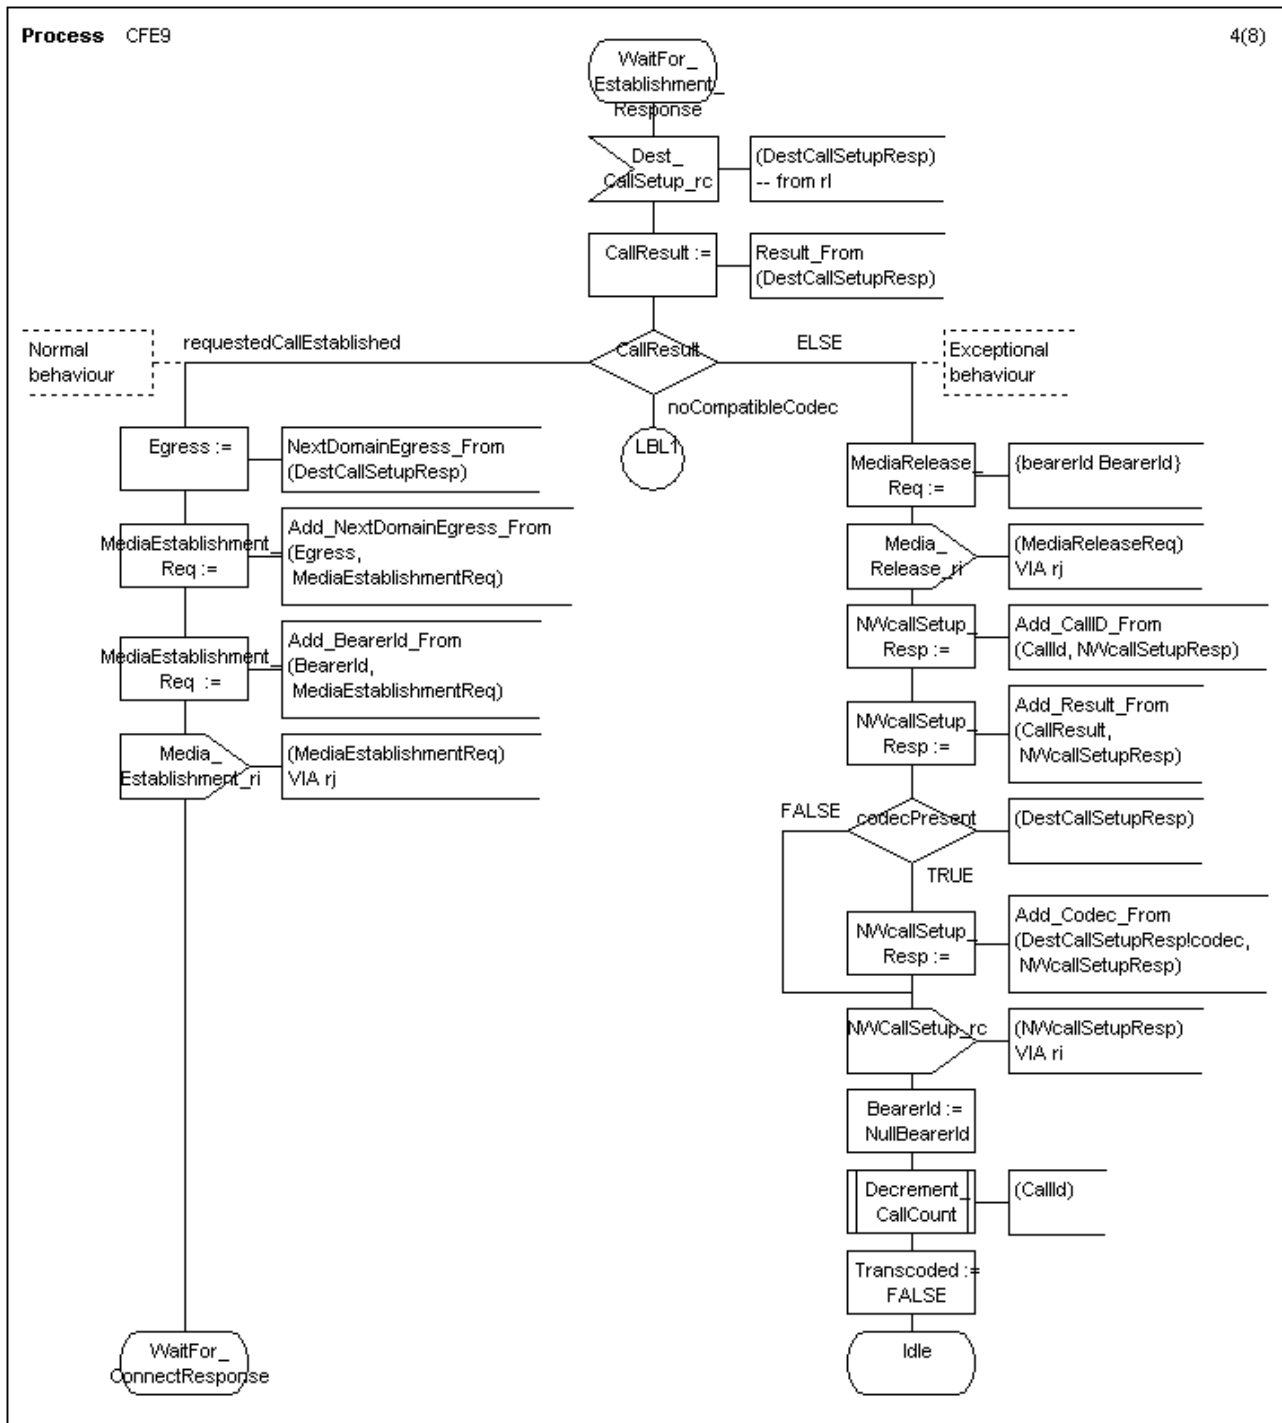 Process CFE9
4(8)
WaitFor_
Establishment_
Response
Dest_
CallSetup_rc
(DestCallSetupResp)
-- from rl
CallResult :=
Result_From
(DestCallSetupResp)
Normal
behaviour
requestedCallEstablished
CallResult
ELSE
Exceptional
behaviour
noCompatibleCodec
LBL1
Egress :=
NextDomainEgress_From
(DestCallSetupResp)
MediaEstablishment_
Req :=
Add_NextDomainEgress_From
(Egress,
MediaEstablishmentReq)
MediaEstablishment_
Req :=
Add_BearerId_From
(BearerId,
MediaEstablishmentReq)
Media_
Establishment_ri
(MediaEstablishmentReq)
VIA rj
WaitFor_
ConnectResponse
MediaRelease_
Req :=
{bearerId BearerId}
Media_
Release_ri
(MediaReleaseReq)
VIA rj
NWcallSetup_
Resp :=
Add_CallID_From
(CallId, NWcallSetupResp)
NWcallSetup_
Resp :=
Add_Result_From
(CallResult,
NWcallSetupResp)
FALSE
codecPresent
(DestCallSetupResp)
TRUE
NWcallSetup_
Resp :=
Add_Codec_From
(DestCallSetupResp!codec,
NWcallSetupResp)
NWCallSetup_rc
(NWcallSetupResp)
VIA ri
BearerId :=
NullBearerId
Decrement_
CallCount
(CallId)
Transcoded :=
FALSE
Idle